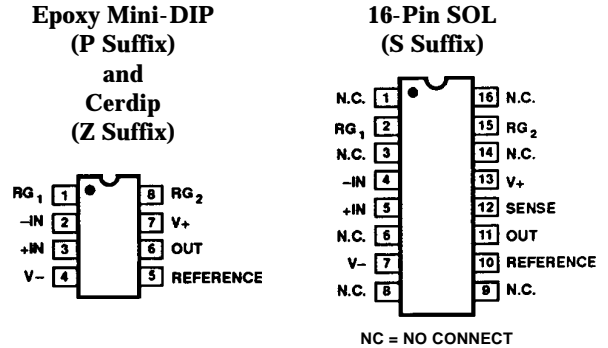 Epoxy Mini-DIP
(P Suffix)
and
Cerdip
(Z Suffix)
RG1 1 8 RG2
–IN 2 7 V+
+IN 3 6 OUT
V– 4 5 REFERENCE
16-Pin SOL
(S Suffix)
N.C. 1 16 N.C.
RG1 2 15 RG2
N.C. 3 14 N.C.
–IN 4 13 V+
+IN 5 12 SENSE
N.C. 6 11 OUT
V– 7 10 REFERENCE
N.C. 8 9 N.C.
NC = NO CONNECT